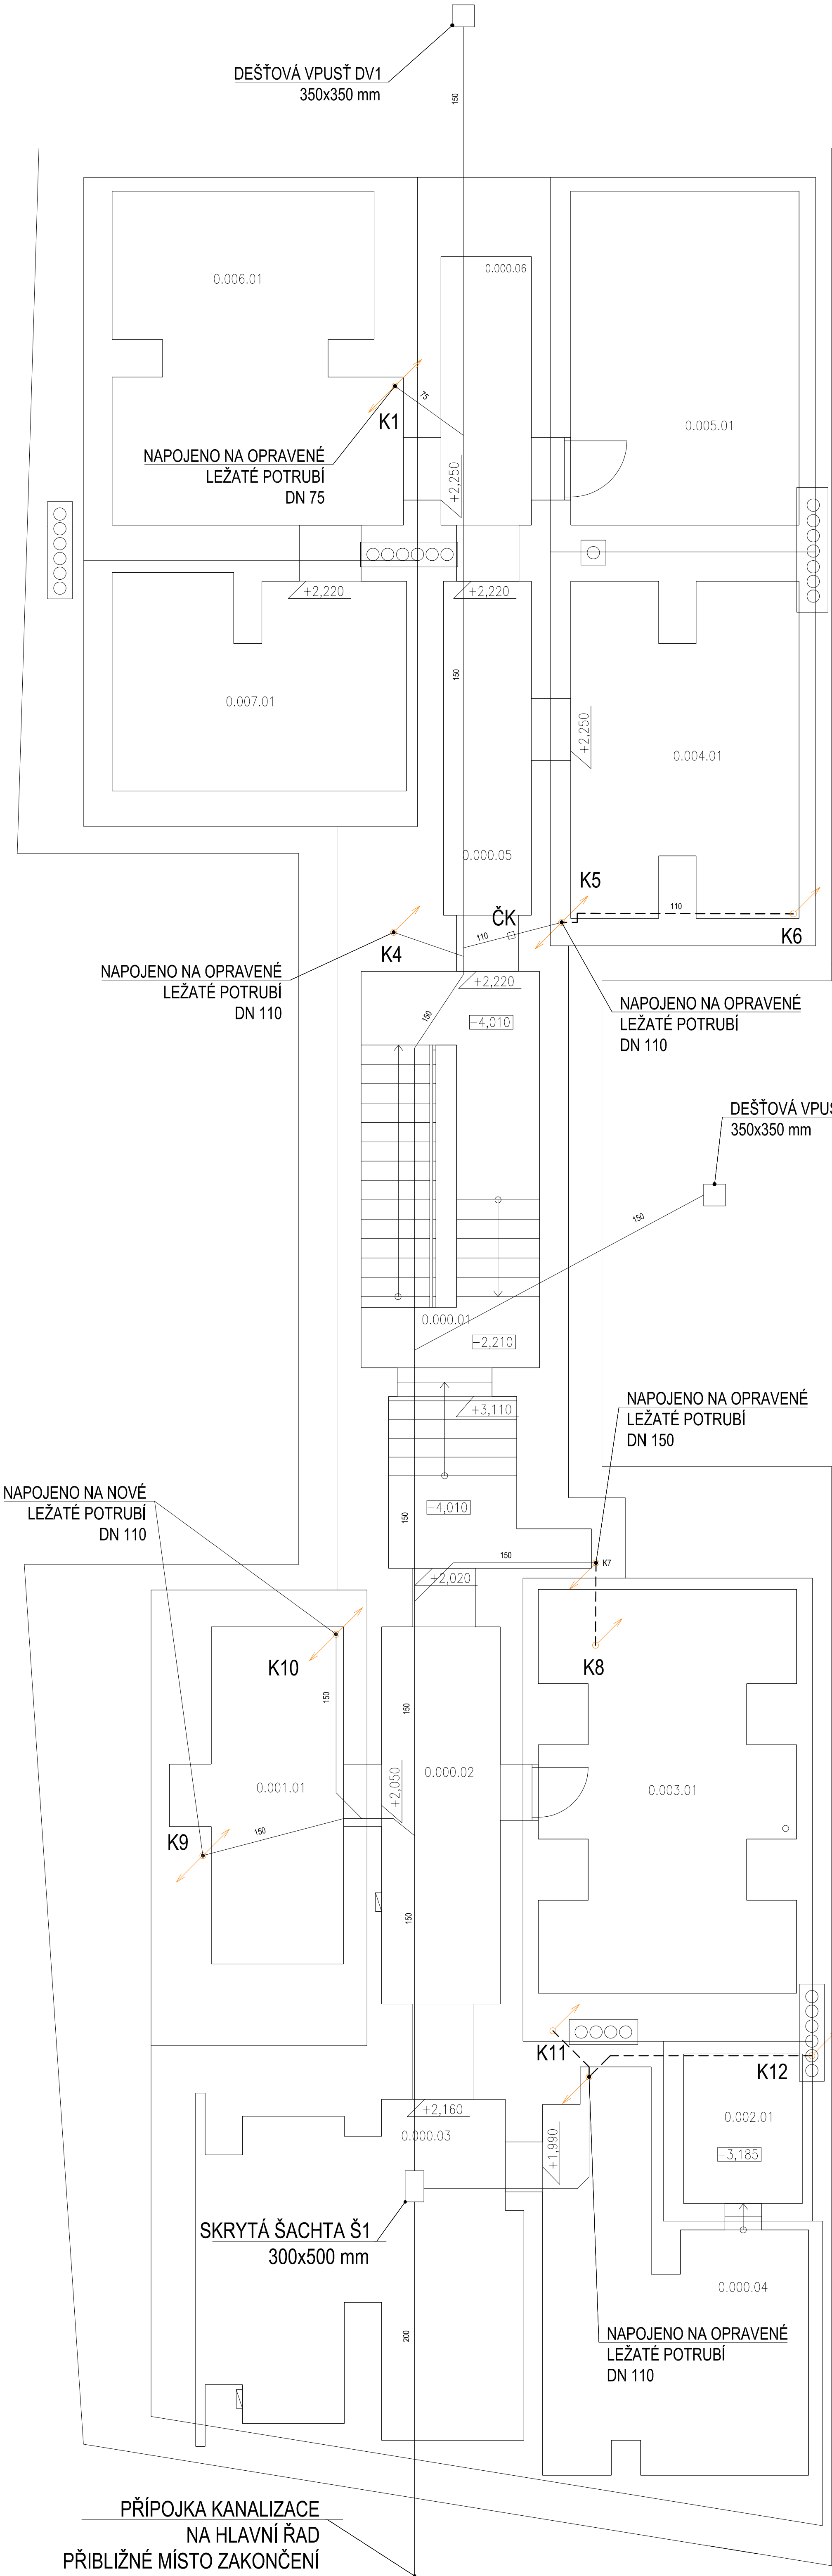 DEŠŤOVÁ VPUSŤ DV1
350x350 mm
150
0.006.01
0.000.06
75
K1
0.005.01
NAPOJENO NA OPRAVENÉ
LEŽATÉ POTRUBÍ
DN 75
+2,250
+2,220
+2,220
150
0.007.01
+2,250
0.004.01
0.000.05
K5
110
ČK
110
K4
K6
NAPOJENO NA OPRAVENÉ
LEŽATÉ POTRUBÍ
DN 110
+2,220
NAPOJENO NA OPRAVENÉ
LEŽATÉ POTRUBÍ
DN 110
150
-4,010
DEŠŤOVÁ VPUS
350x350 mm
150
0.000.01
-2,210
+3,110
NAPOJENO NA OPRAVENÉ
LEŽATÉ POTRUBÍ
DN 150
NAPOJENO NA NOVÉ
LEŽATÉ POTRUBÍ
DN 110
-4,010
150
150
K7
+2,020
K10
K8
150
150
+2,050
0.000.02
0.001.01
0.003.01
K9
150
150
K11
K12
+2,160
0.000.03
+1,990
0.002.01
-3,185
SKRYTÁ ŠACHTA Š1
300x500 mm
0.000.04
200
NAPOJENO NA OPRAVENÉ
LEŽATÉ POTRUBÍ
DN 110
PŘÍPOJKA KANALIZACE
NA HLAVNÍ ŘAD
PŘIBLIŽNÉ MÍSTO ZAKONČENÍ